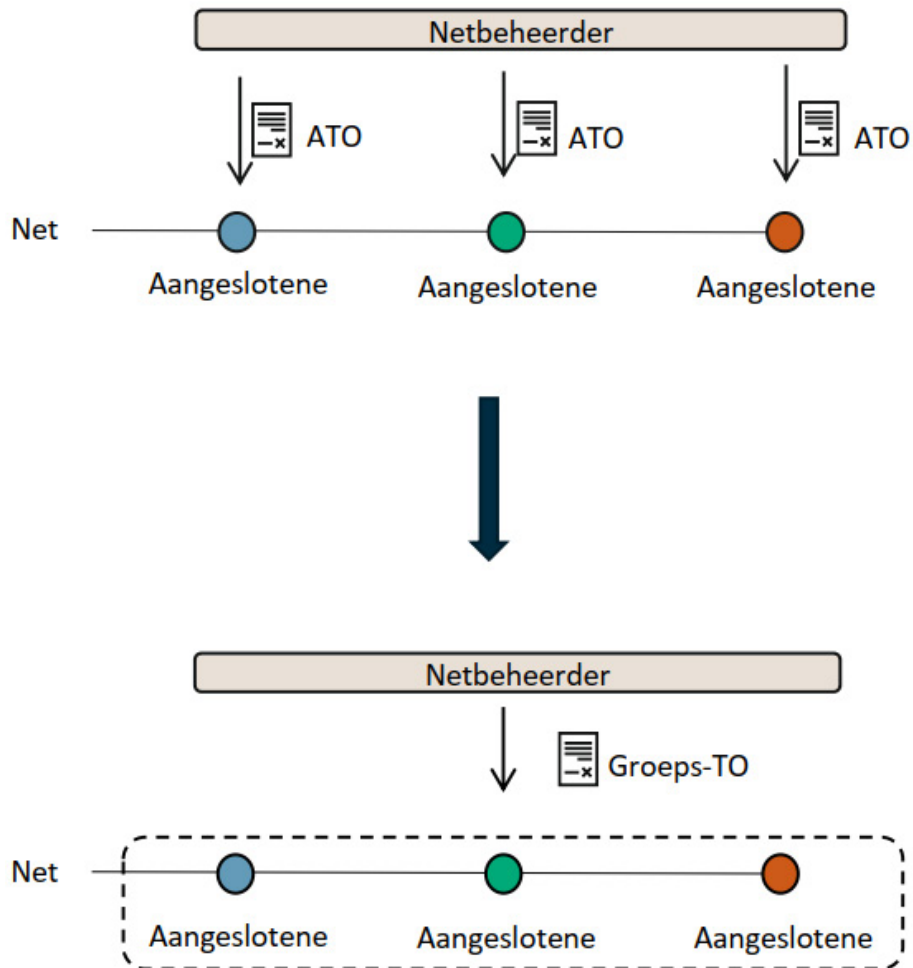 Netbeheerder
ATO
ATO
ATO
Net
Aangeslotene
Aangeslotene
Aangeslotene
Netbeheerder
Groeps-TO
Net
Aangeslotene
Aangeslotene
Aangeslotene